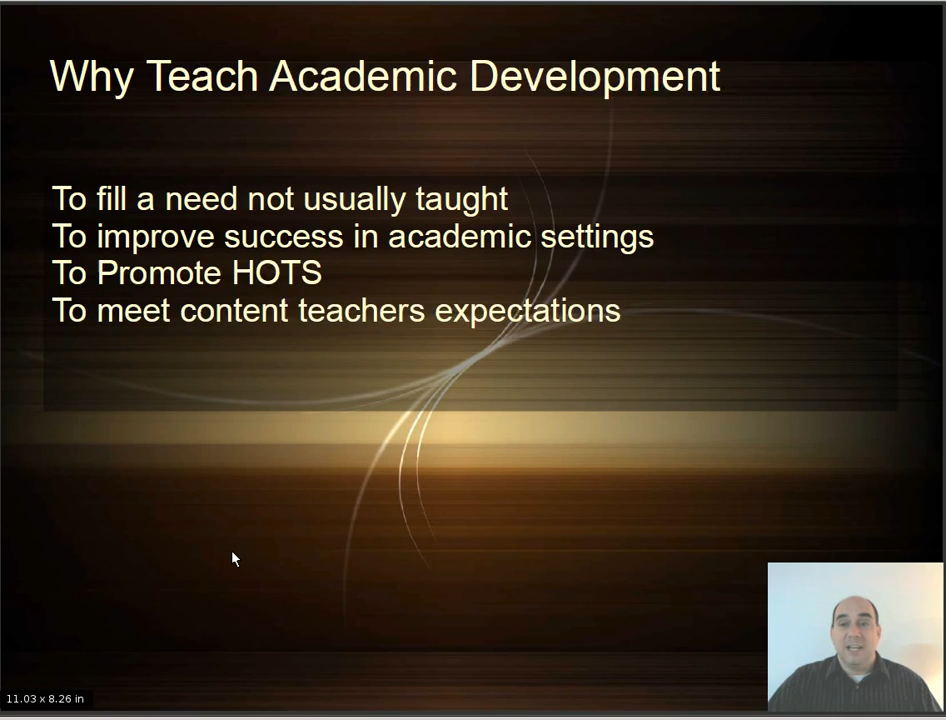 Why Teach Academic Development
To fill a need not usually taught
To improve success in academic settings
To Promote HOTS
To meet content teachers expectations
11.03 x 8.26 in